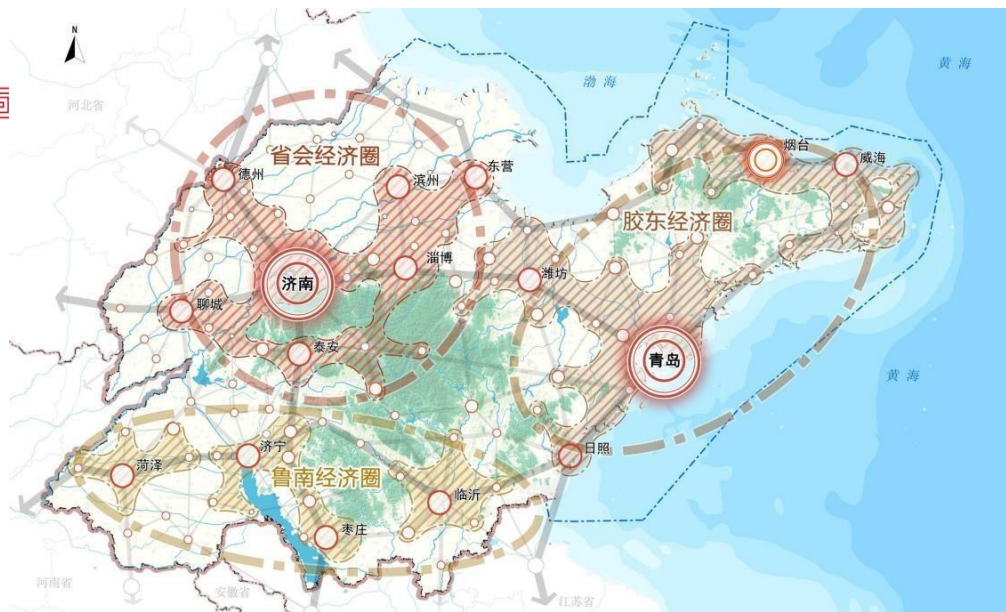 N
渤海
黄海
河北省
省会经济圈
烟台
威海
德州
滨州
东营
胶东经济圈
淄博
潍坊
济南
聊城
泰安
青岛
黄海
日照
菏泽
济宁
鲁南经济圈
临沂
枣庄
河南省
安徽省
江苏省